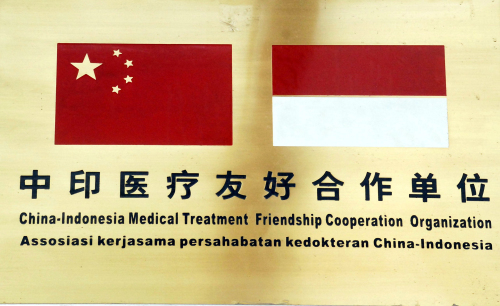 中印医疗友好合作单位
China-Indonesia Medical Treatment Friendship Cooperation Organization
Assosiasi kerjasama persahabatan kedokteran China-Indonesia